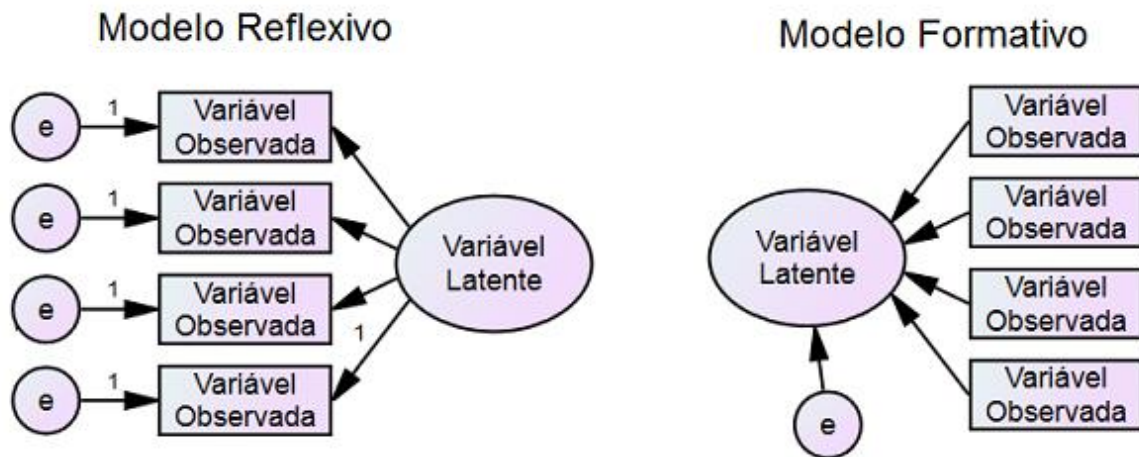 Modelo Reflexivo
e
1
Variável
Observada
e
1
Variável
Observada
e
1
Variável
Observada
e
1
Variável
Observada
1
Variável
Latente
Modelo Formativo
Variável
Latente
e
Variável
Observada
Variável
Observada
Variável
Observada
Variável
Observada